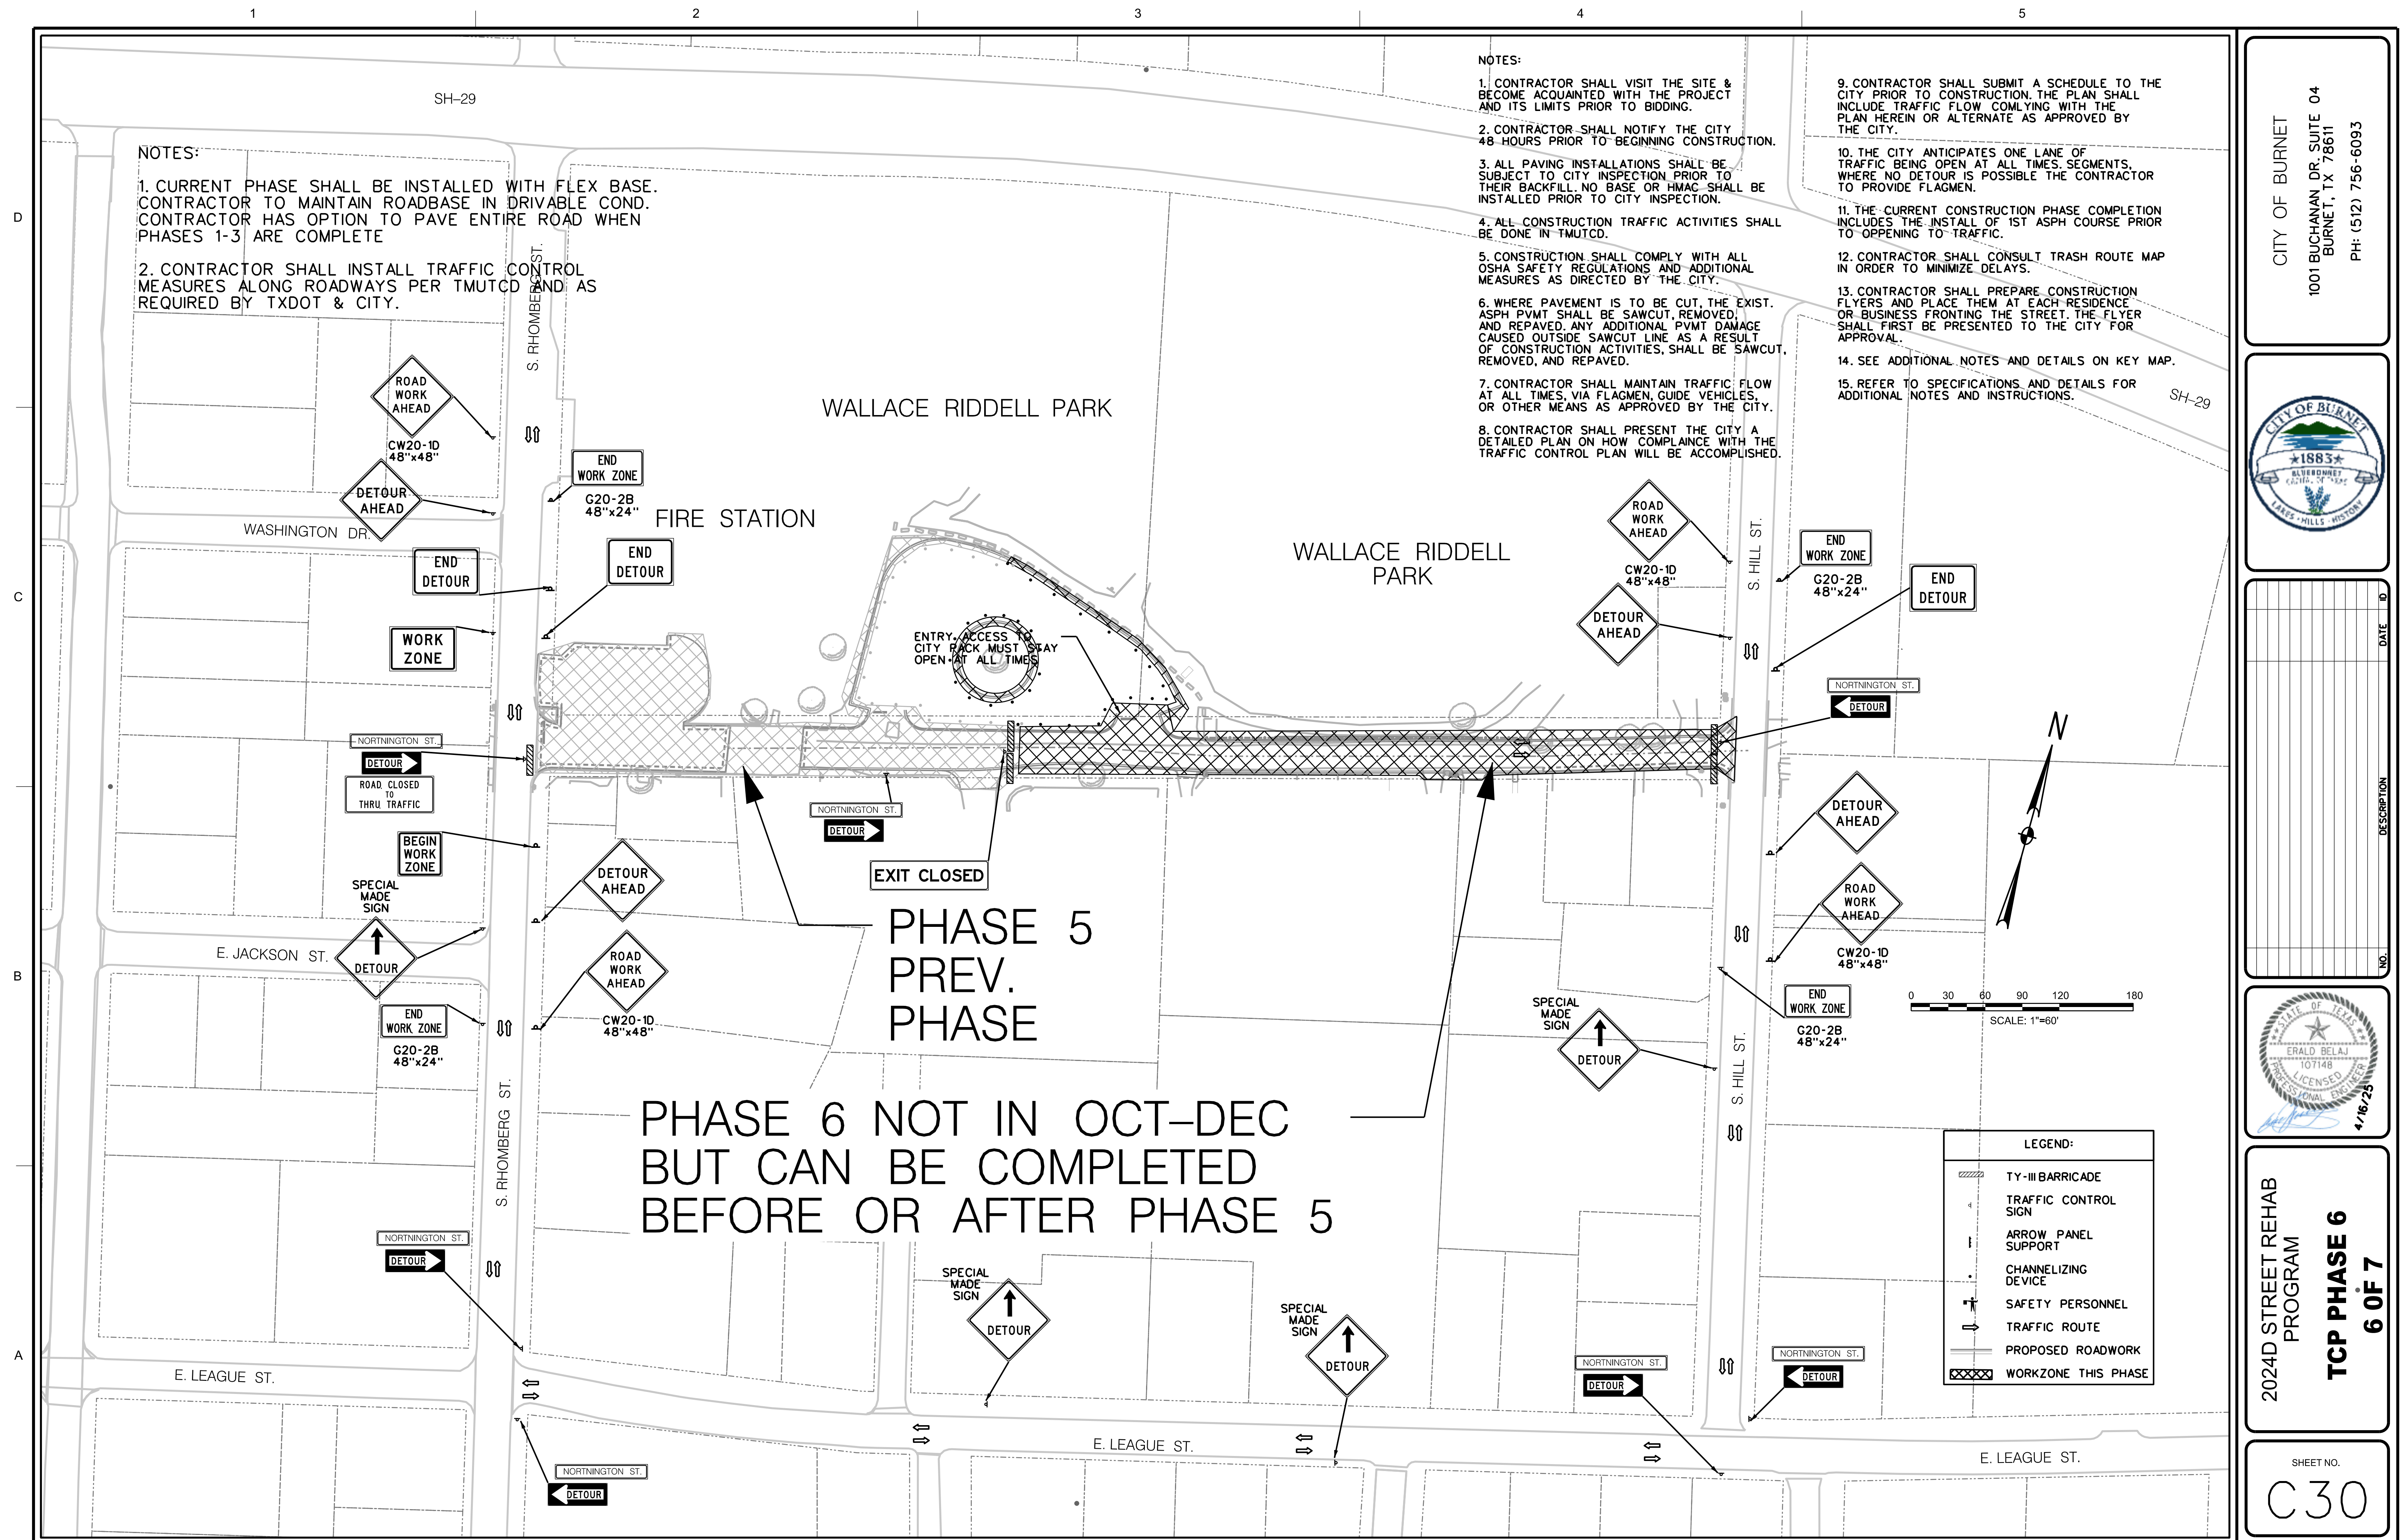 1
2
3
4
5
D
C
B
A
SH-29
NOTES:
1. CURRENT PHASE SHALL BE INSTALLED WITH FLEX BASE.
CONTRACTOR TO MAINTAIN ROADBASE IN DRIVABLE COND.
CONTRACTOR HAS OPTION TO PAVE ENTIRE ROAD WHEN
PHASES 1-3 ARE COMPLETE
2. CONTRACTOR SHALL INSTALL TRAFFIC CONTROL
MEASURES ALONG ROADWAYS PER TMUTCD AND AS
REQUIRED BY TXDOT & CITY.
NOTES:
1. CONTRACTOR SHALL VISIT THE SITE &
BECOME ACQUAINTED WITH THE PROJECT
AND ITS LIMITS PRIOR TO BIDDING.
2. CONTRACTOR SHALL NOTIFY THE CITY
48 HOURS PRIOR TO BEGINNING CONSTRUCTION.
3. ALL PAVING INSTALLATIONS SHALL BE
SUBJECT TO CITY INSPECTION PRIOR TO
THEIR BACKFILL. NO BASE OR HMAC SHALL BE
INSTALLED PRIOR TO CITY INSPECTION.
4. ALL CONSTRUCTION TRAFFIC ACTIVITIES SHALL
BE DONE IN TMUTCD.
5. CONSTRUCTION SHALL COMPLY WITH ALL
OSHA SAFETY REGULATIONS AND ADDITIONAL
MEASURES AS DIRECTED BY THE CITY.
6. WHERE PAVEMENT IS TO BE CUT, THE EXIST.
ASPH PVMT SHALL BE SAWCUT, REMOVED,
AND REPAVED. ANY ADDITIONAL PVMT DAMAGE
CAUSED OUTSIDE SAWCUT LINE AS A RESULT
OF CONSTRUCTION ACTIVITIES, SHALL BE SAWCUT,
REMOVED, AND REPAVED.
7. CONTRACTOR SHALL MAINTAIN TRAFFIC FLOW
AT ALL TIMES, VIA FLAGMEN, GUIDE VEHICLES,
OR OTHER MEANS AS APPROVED BY THE CITY.
8. CONTRACTOR SHALL PRESENT THE CITY A
DETAILED PLAN ON HOW COMPLAINCE WITH THE
TRAFFIC CONTROL PLAN WILL BE ACCOMPLISHED.
9. CONTRACTOR SHALL SUBMIT A SCHEDULE TO THE
CITY PRIOR TO CONSTRUCTION. THE PLAN SHALL
INCLUDE TRAFFIC FLOW COMLYING WITH THE
PLAN HEREIN OR ALTERNATE AS APPROVED BY
THE CITY.
10. THE CITY ANTICIPATES ONE LANE OF
TRAFFIC BEING OPEN AT ALL TIMES. SEGMENTS,
WHERE NO DETOUR IS POSSIBLE THE CONTRACTOR
TO PROVIDE FLAGMEN.
11. THE CURRENT CONSTRUCTION PHASE COMPLETION
INCLUDES THE INSTALL OF 1ST ASPH COURSE PRIOR
TO OPPENING TO TRAFFIC.
12. CONTRACTOR SHALL CONSULT TRASH ROUTE MAP
IN ORDER TO MINIMIZE DELAYS.
13. CONTRACTOR SHALL PREPARE CONSTRUCTION
FLYERS AND PLACE THEM AT EACH RESIDENCE
OR BUSINESS FRONTING THE STREET. THE FLYER
SHALL FIRST BE PRESENTED TO THE CITY FOR
APPROVAL.
14. SEE ADDITIONAL NOTES AND DETAILS ON KEY MAP.
15. REFER TO SPECIFICATIONS AND DETAILS FOR
ADDITIONAL NOTES AND INSTRUCTIONS.
SH-29
S. RHOMBERG ST.
WALLACE RIDDELL PARK
ROAD
WORK
AHEAD
CW20-1D
48"x48"
DETOUR
AHEAD
WASHINGTON DR.
END
WORK ZONE
G20-2B
48"x24"
FIRE STATION
END
DETOUR
END
DETOUR
WORK
ZONE
WALLACE RIDDELL
PARK
ROAD
WORK
AHEAD
CW20-1D
48"x48"
DETOUR
AHEAD
S. HILL ST.
END
WORK ZONE
G20-2B
48"x24"
END
DETOUR
ENTRY ACCESS TO
CITY PACK MUST STAY
OPEN AT ALL TIMES
NORTNINGTON ST.
DETOUR
NORTNINGTON ST.
DETOUR
ROAD CLOSED
TO
THRU TRAFFIC
N
NORTNINGTON ST.
DETOUR
BEGIN
WORK
ZONE
DETOUR
AHEAD
EXIT CLOSED
DETOUR
AHEAD
SPECIAL
MADE
SIGN
DETOUR
E. JACKSON ST.
ROAD
WORK
AHEAD
CW20-1D
48"x48"
PHASE 5
PREV.
PHASE
ROAD
WORK
AHEAD
CW20-1D
48"x48"
END
WORK ZONE
G20-2B
48"x24"
SPECIAL
MADE
SIGN
DETOUR
END
WORK ZONE
G20-2B
48"x24"
0 30 60 90 120 180
SCALE: 1"=60'
S. RHOMBERG ST.
S. HILL ST.
PHASE 6 NOT IN OCT-DEC
BUT CAN BE COMPLETED
BEFORE OR AFTER PHASE 5
LEGEND:
TY-III BARRICADE
TRAFFIC CONTROL
SIGN
ARROW PANEL
SUPPORT
CHANNELIZING
DEVICE
SAFETY PERSONNEL
TRAFFIC ROUTE
PROPOSED ROADWORK
WORKZONE THIS PHASE
NORTNINGTON ST.
DETOUR
SPECIAL
MADE
SIGN
DETOUR
SPECIAL
MADE
SIGN
DETOUR
NORTNINGTON ST.
DETOUR
NORTNINGTON ST.
DETOUR
E. LEAGUE ST.
E. LEAGUE ST.
E. LEAGUE ST.
NORTNINGTON ST.
DETOUR
CITY OF BURNET
1001 BUCHANAN DR. SUITE 04
BURNET, TX 78611
PH: (512) 756-6093
CITY OF BURNET
1883
BLUEBONNET
CAPITAL OF TEXAS
LAKES · HILLS · HISTORY
NO.
DESCRIPTION
DATE
ID
STATE OF TEXAS
ERALD BELAJ
107148
LICENSED
PROFESSIONAL ENGINEER
4/16/25
2024D STREET REHAB
PROGRAM
TCP PHASE 6
6 OF 7
SHEET NO.
C30